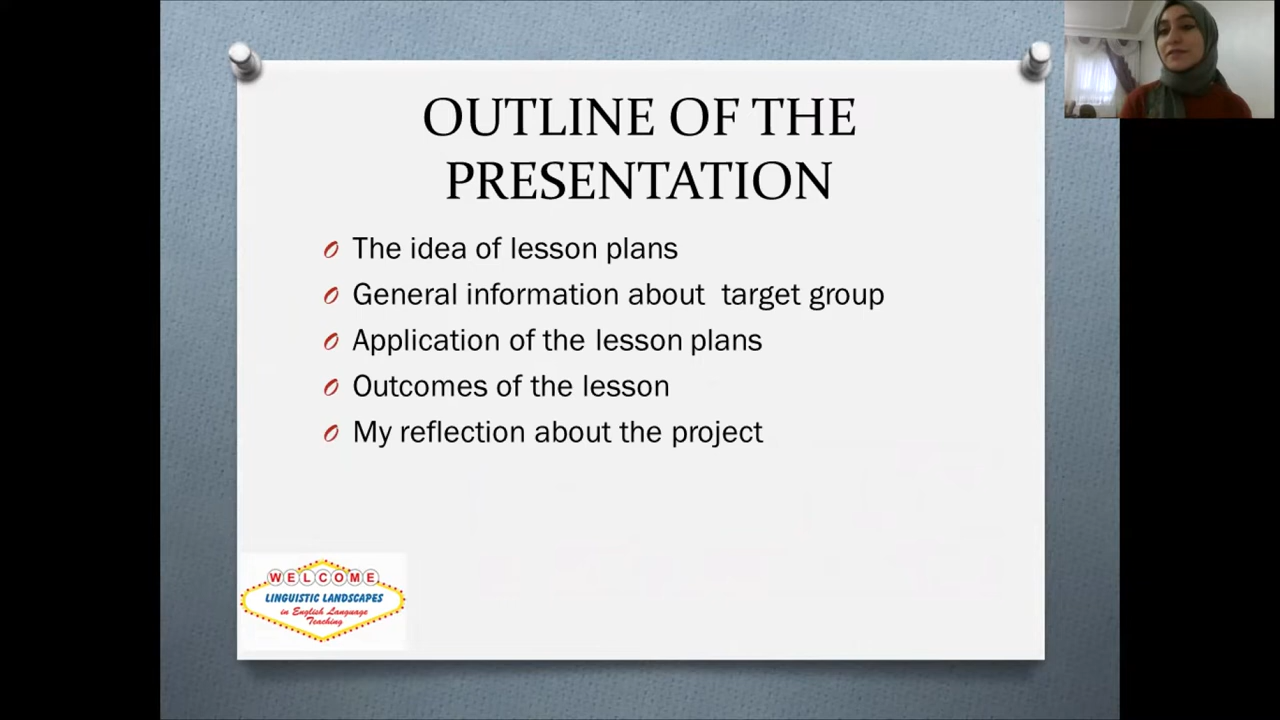 OUTLINE OF THE
PRESENTATION
The idea of lesson plans
General information about  target group
Application of the lesson plans
Outcomes of the lesson
My reflection about the project
WELCOME
LINGUISTIC LANDSCAPES
in English Language
Teaching